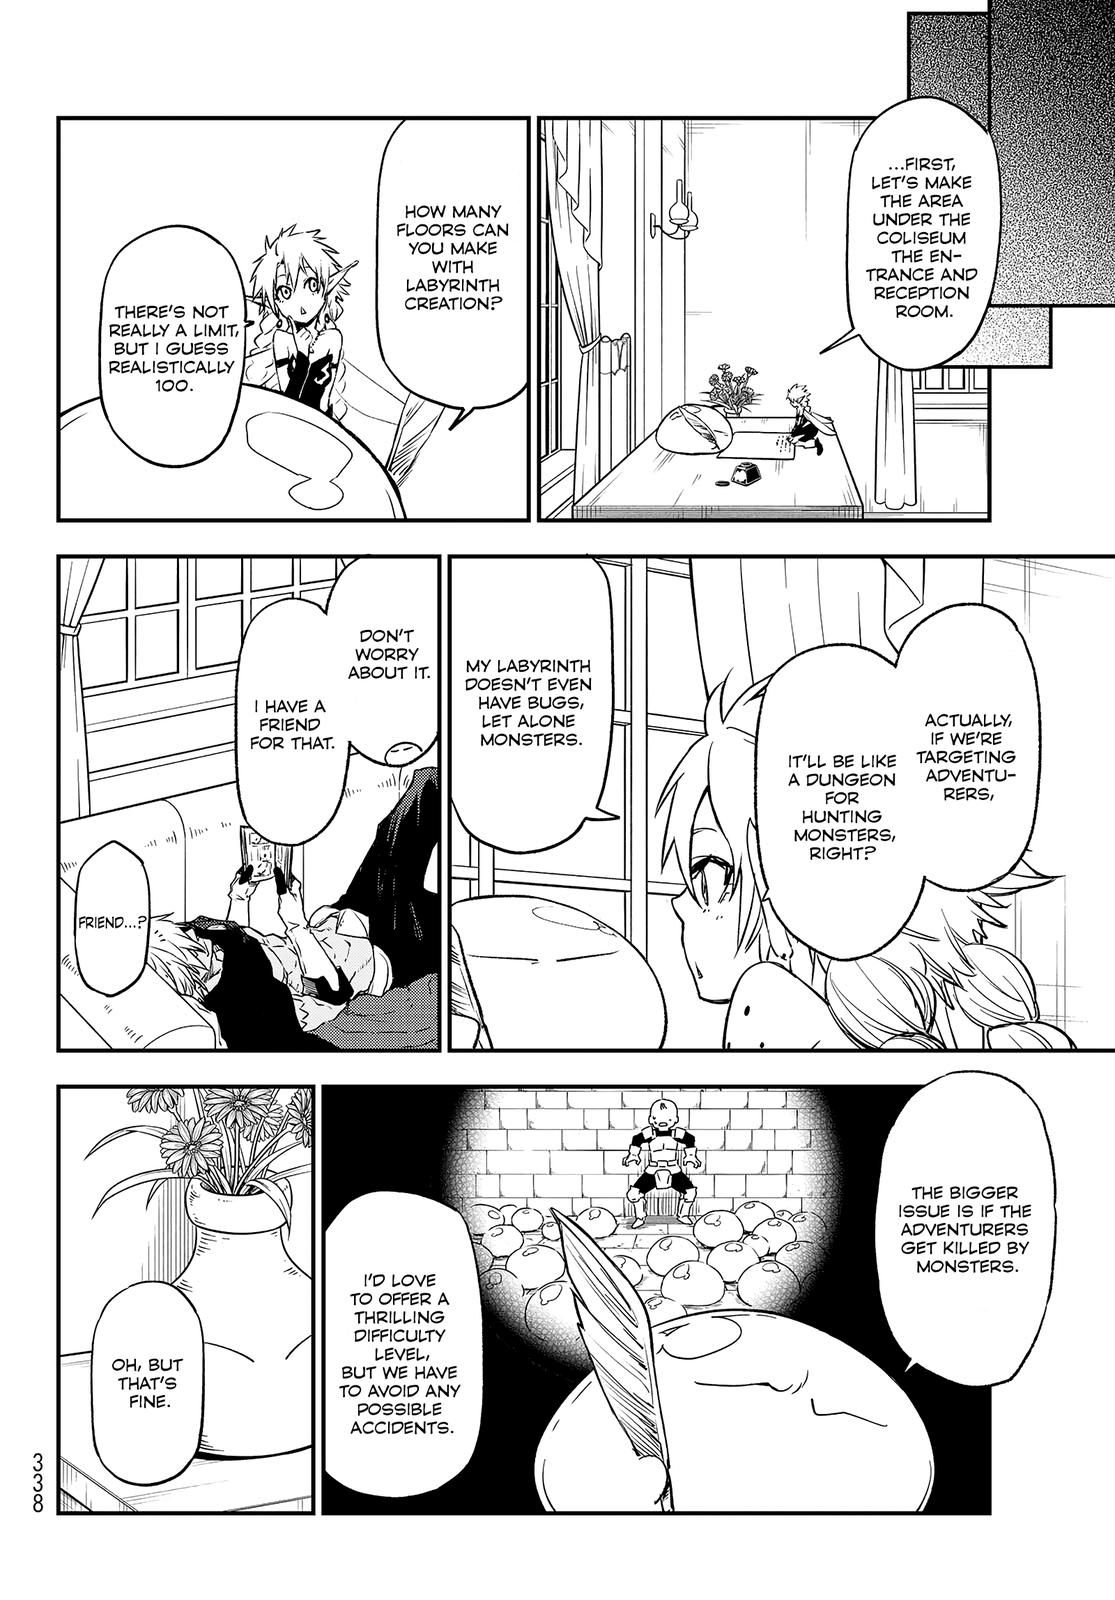 ...FIRST,
LET'S MAKE
THE AREA
UNDER THE
COLISEUM
THE EN-
TRANCE AND
RECEPTION
ROOM.
HOW MANY
FLOORS CAN
YOU MAKE
WITH
LABYRINTH
CREATION?
THERE'S NOT
REALLY A LIMIT,
BUT I GUESS
REALISTICALLY
100.
ACTUALLY,
IF WE'RE
TARGETING
ADVENTU-
RERS,
IT'LL BE LIKE
A DUNGEON
FOR
HUNTING
MONSTERS,
RIGHT?
MY LABYRINTH
DOESN'T EVEN
HAVE BUGS,
LET ALONE
MONSTERS.
DON'T
WORRY
ABOUT IT.
I HAVE A
FRIEND
FOR THAT.
FRIEND...?
THE BIGGER
ISSUE IS IF THE
ADVENTURERS
GET KILLED BY
MONSTERS.
I'D LOVE
TO OFFER A
THRILLING
DIFFICULTY
LEVEL,
BUT WE HAVE
TO AVOID ANY
POSSIBLE
ACCIDENTS.
OH, BUT
THAT'S
FINE.
338